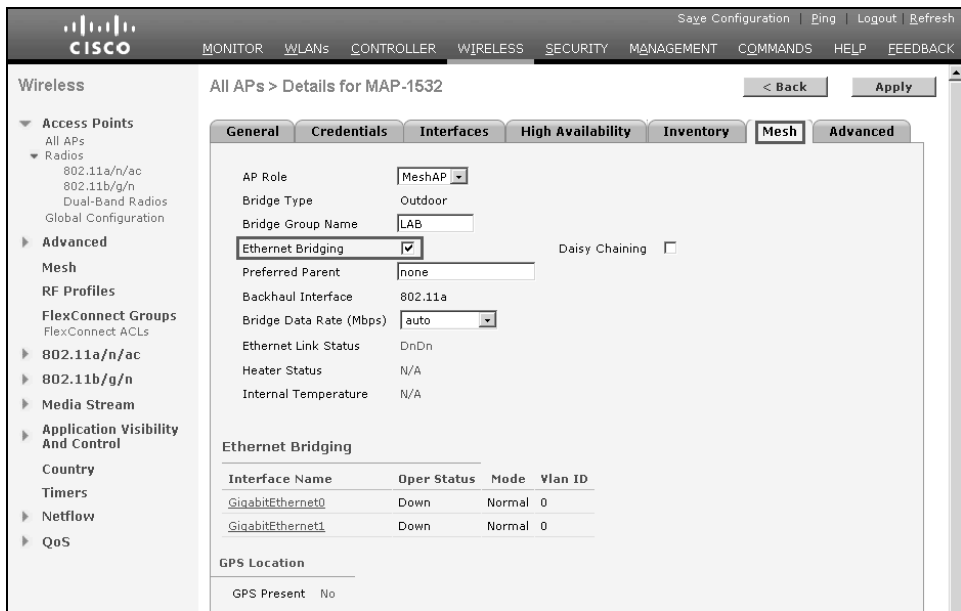 Save Configuration | Ping | Logout | Refresh
CISCO
MONITOR WLANs CONTROLLER WIRELESS SECURITY MANAGEMENT COMMANDS HELP FEEDBACK
Wireless
Access Points
All APs
Radios
802.11a/n/ac
802.11b/g/n
Dual-Band Radios
Global Configuration
Advanced
Mesh
RF Profiles
FlexConnect Groups
FlexConnect ACLs
802.11a/n/ac
802.11b/g/n
Media Stream
Application Visibility
And Control
Country
Timers
Netflow
QoS
All APs > Details for MAP-1532
< Back Apply
General Credentials Interfaces High Availability Inventory Mesh Advanced
AP Role MeshAP
Bridge Type Outdoor
Bridge Group Name LAB
Ethernet Bridging Daisy Chaining
Preferred Parent none
Backhaul Interface 802.11a
Bridge Data Rate (Mbps) auto
Ethernet Link Status DnDn
Heater Status N/A
Internal Temperature N/A
Ethernet Bridging
Interface Name Oper Status Mode Vlan ID
GigabitEthernet0 Down Normal 0
GigabitEthernet1 Down Normal 0
GPS Location
GPS Present No